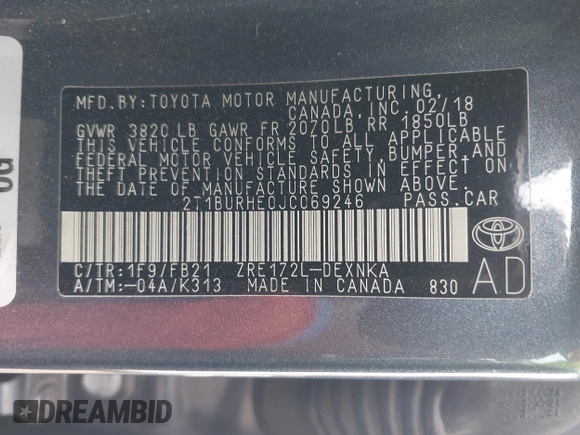 MFD. BY: TOYOTA MOTOR MANUFACTURING,
CANADA, INC. 02/18
GVWR 3820 LB GAWR FR 2070LB RR 1850LB
THIS VEHICLE CONFORMS TO ALL APPLICABLE
FEDERAL MOTOR VEHICLE SAFETY, BUMPER AND
THEFT PREVENTION STANDARDS IN EFFECT ON
THE DATE OF MANUFACTURE SHOWN ABOVE.
2T1BURHE0JC069246 PASS.CAR
C/TR:1F9/FB21 ZRE172L-DEXNKA
A/TM:-04A/K313 MADE IN CANADA 830
AD
DREAMBID